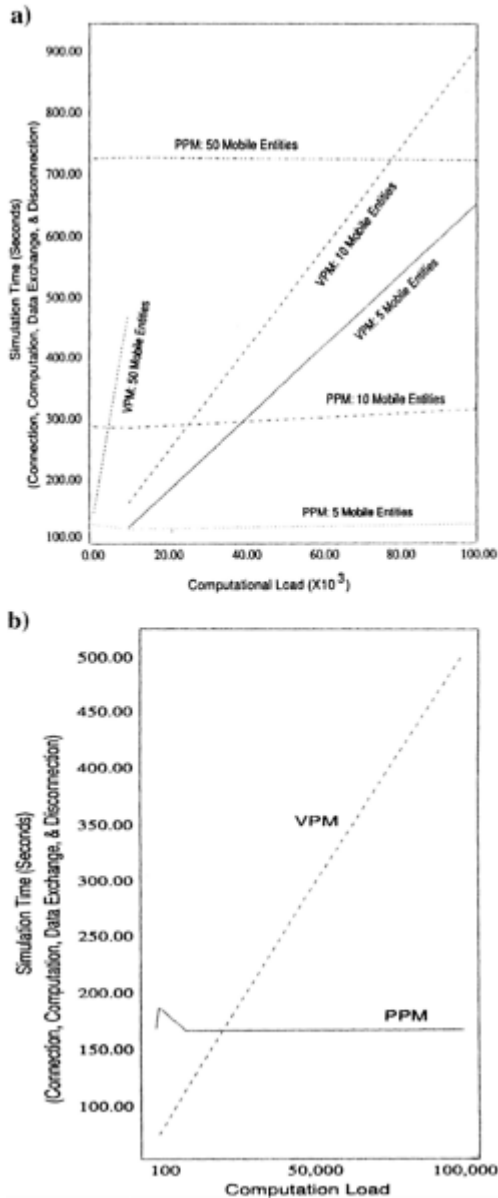 a)
900.00
800.00
700.00
600.00
500.00
400.00
300.00
200.00
100.00
Simulation Time (Seconds)
(Connection, Computation, Data Exchange, & Disconnection)
PPM: 50 Mobile Entities
VPM: 10 Mobile Entities
VPM: 5 Mobile Entities
VPM: 50 Mobile Entities
PPM: 10 Mobile Entities
PPM: 5 Mobile Entities
0.00 20.00 40.00 60.00 80.00 100.00
Computational Load (X10³)
b)
500.00
450.00
400.00
350.00
300.00
250.00
200.00
150.00
100.00
Simulation Time (Seconds)
(Connection, Computation, Data Exchange, & Disconnection)
VPM
PPM
100 50,000 100,000
Computation Load